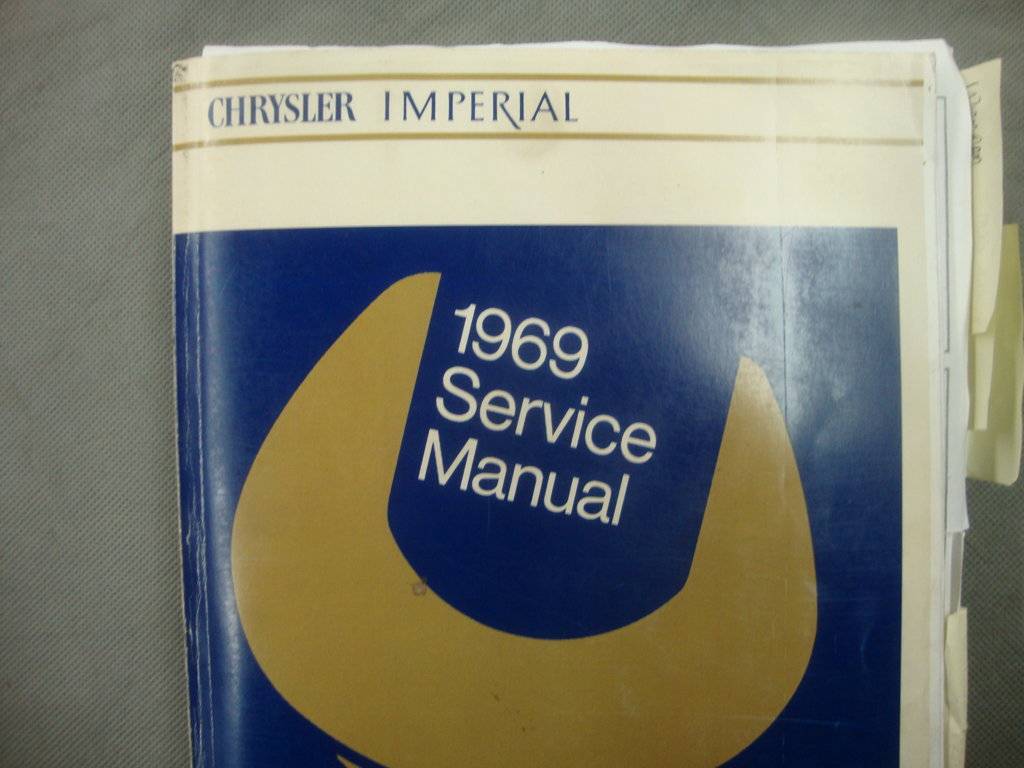 CHRYSLER IMPERIAL
1969
Service
Manual